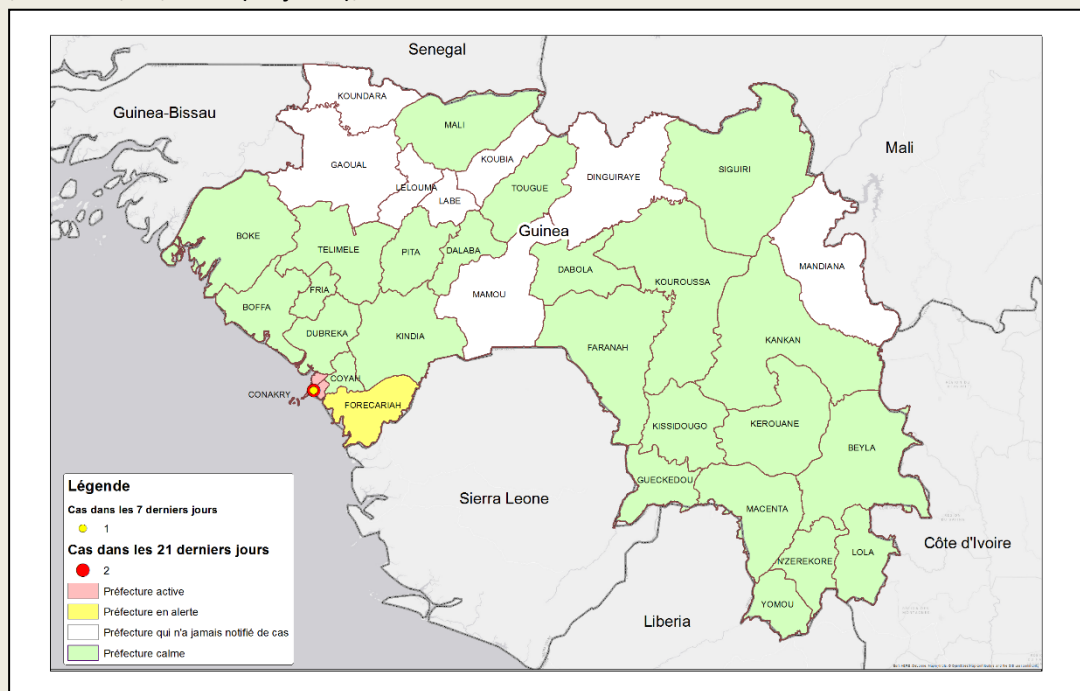 Senegal
Guinea-Bissau
KOUNDARA
MALI
Mali
GAOUAL
KOUBIA
SIGUIRI
LELOUMA
TOUGUE
DINGUIRAYE
LABE
BOKE
Guinea
TELIMELE
PITA
DALABA
MANDIANA
DABOLA
KOUROUSSA
FRIA
MAMOU
BOFFA
DUBREKA
KINDIA
KANKAN
FARANAH
COYAH
CONAKRY
FORECARIAH
KISSIDOUGO
KEROUANE
BEYLA
GUECKEDOU
Sierra Leone
MACENTA
Côte d'Ivoire
LOLA
N'ZEREKORE
YOMOU
Liberia
Légende
Cas dans les 7 derniers jours
1
Cas dans les 21 derniers jours
2
Préfecture active
Préfecture en alerte
Préfecture qui n'a jamais notifié de cas
Préfecture calme